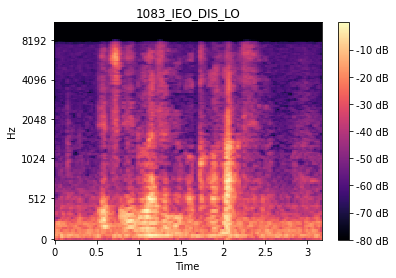 1083_IEO_DIS_LO
8192
4096
2048
1024
512
0
Hz
0
0.5
1
1.5
2
2.5
3
Time
-10 dB
-20 dB
-30 dB
-40 dB
-50 dB
-60 dB
-70 dB
-80 dB